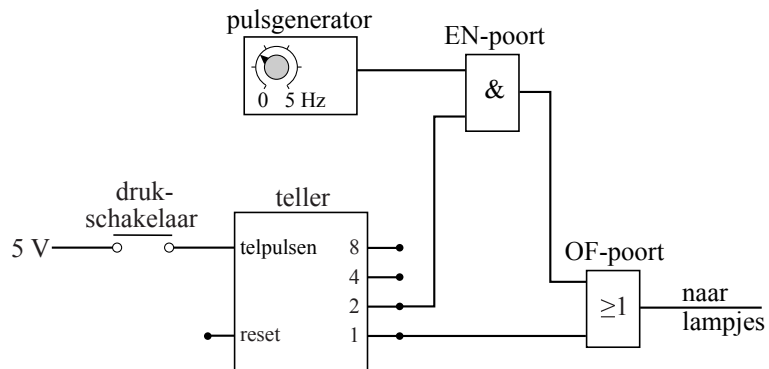 pulsgenerator
EN-poort
0 5 Hz
&
druk-
schakelaar
teller
5 V
telpulsen
8
4
2
reset
1
OF-poort
≥1
naar
lampjes